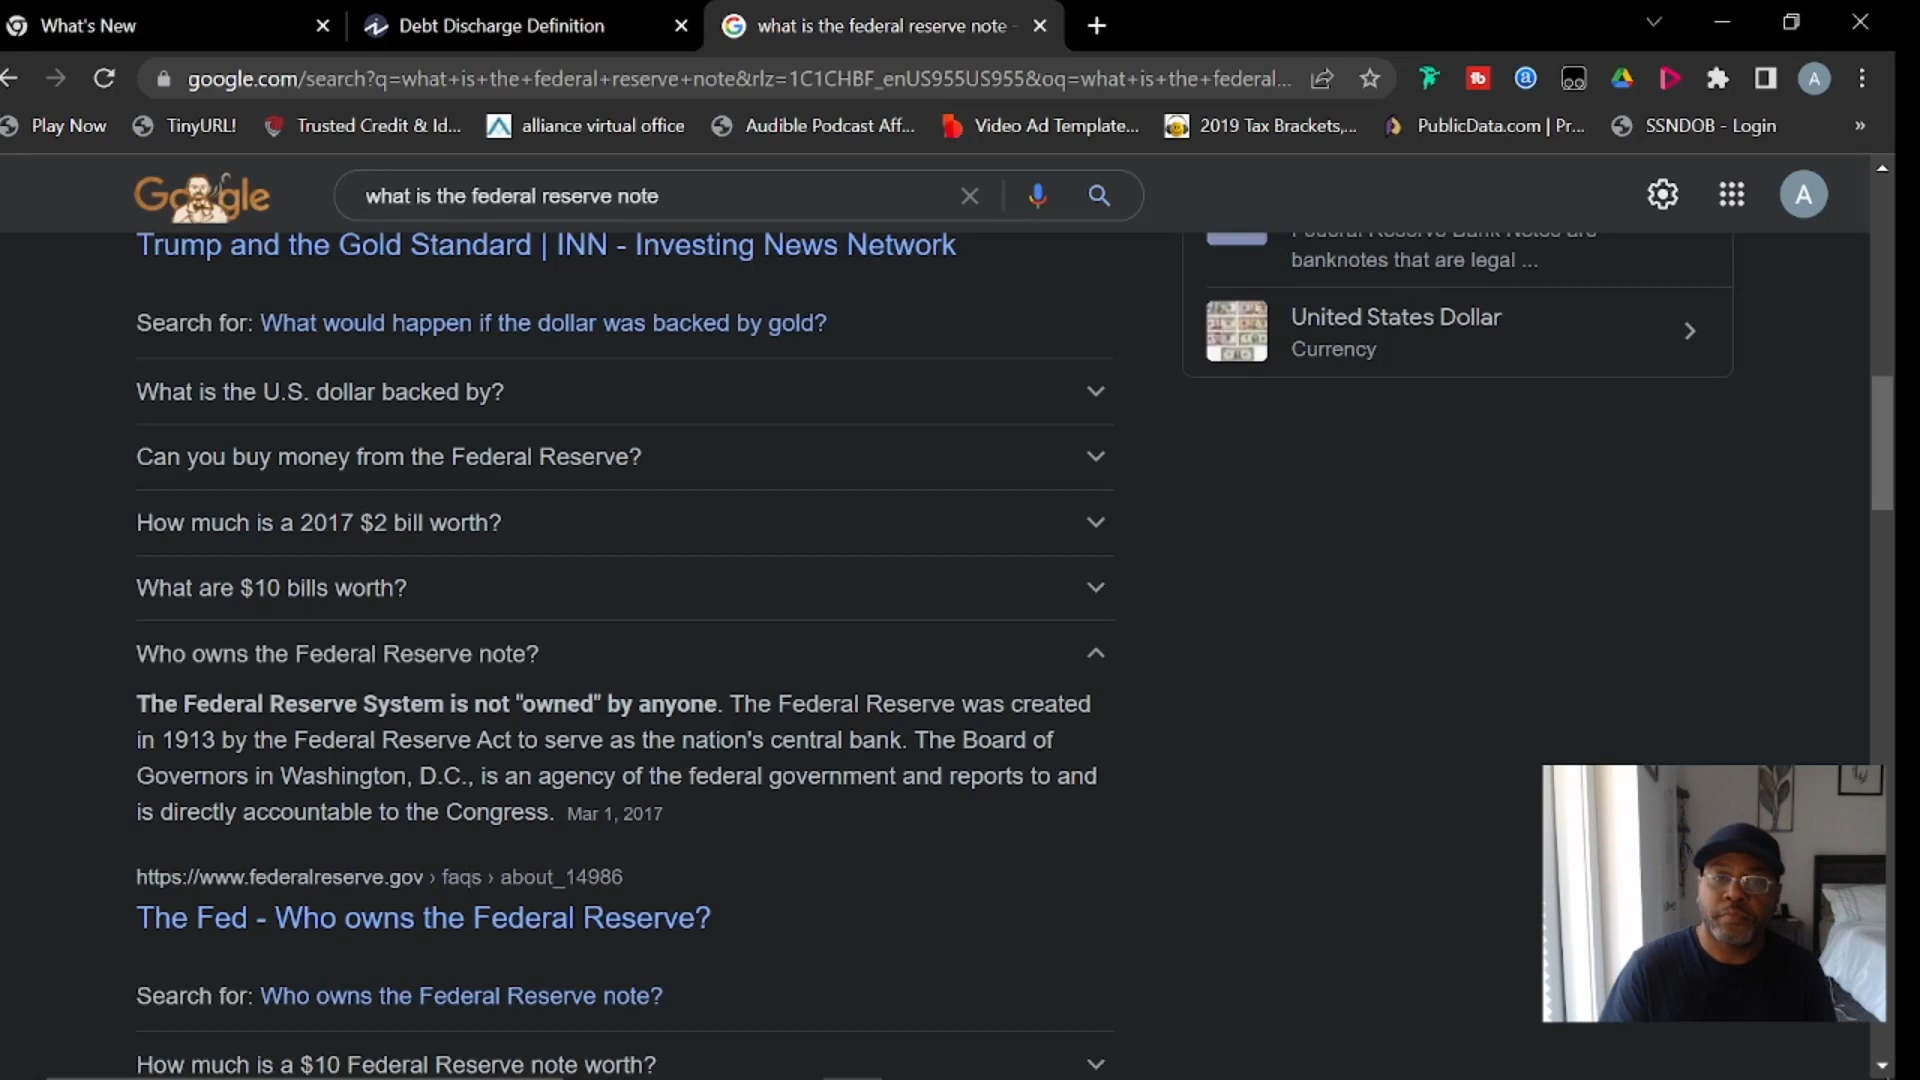 What's New
Debt Discharge Definition
what is the federal reserve note -
google.com/search?q=what+is+the+federal+reserve+note&rlz=1C1CHBF_enUS955US955&oq=what+is+the+federal...
A
Play Now
TinyURL!
Trusted Credit & Id...
alliance virtual office
Audible Podcast Aff...
Video Ad Template...
2019 Tax Brackets,...
PublicData.com | Pr...
SSNDOB - Login
»
Google
what is the federal reserve note
A
Trump and the Gold Standard | INN - Investing News Network
Search for: What would happen if the dollar was backed by gold?
What is the U.S. dollar backed by?
Can you buy money from the Federal Reserve?
How much is a 2017 $2 bill worth?
What are $10 bills worth?
Who owns the Federal Reserve note?
The Federal Reserve System is not "owned" by anyone. The Federal Reserve was created
in 1913 by the Federal Reserve Act to serve as the nation's central bank. The Board of
Governors in Washington, D.C., is an agency of the federal government and reports to and
is directly accountable to the Congress. Mar 1, 2017
https://www.federalreserve.gov › faqs › about_14986
The Fed - Who owns the Federal Reserve?
Search for: Who owns the Federal Reserve note?
How much is a $10 Federal Reserve note worth?
Federal Reserve Bank Notes are
banknotes that are legal ...
United States Dollar
Currency